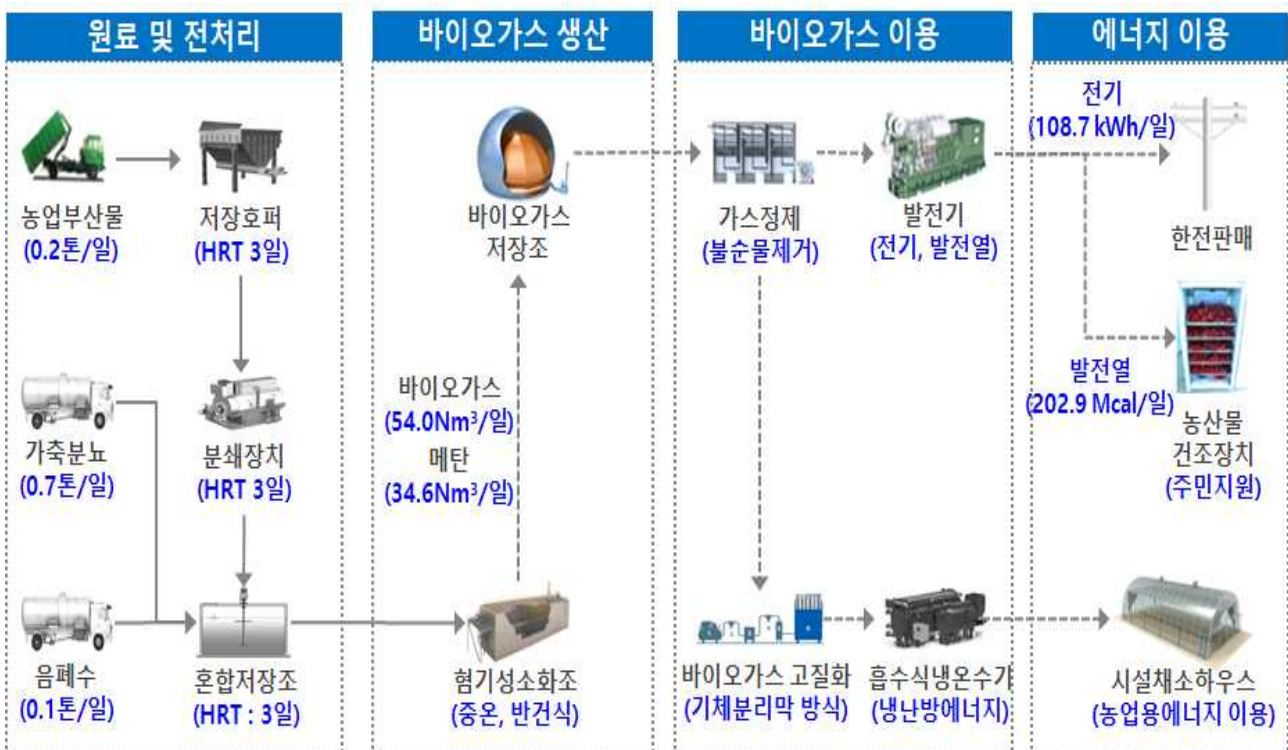 원료 및 전처리
농업부산물
(0.2톤/일)
저장호퍼
(HRT 3일)
가축분뇨
(0.7톤/일)
분쇄장치
(HRT 3일)
음폐수
(0.1톤/일)
혼합저장조
(HRT : 3일)
바이오가스 생산
바이오가스
저장조
바이오가스
(54.0Nm³/일)
메탄
(34.6Nm³/일)
혐기성소화조
(중온, 반건식)
바이오가스 이용
가스정제
(불순물제거)
발전기
(전기, 발전열)
바이오가스 고질화
(기체분리막 방식)
흡수식냉온수기
(냉난방에너지)
에너지 이용
전기
(108.7 kWh/일)
한전판매
발전열
(202.9 Mcal/일)
농산물
건조장치
(주민지원)
시설채소하우스
(농업용에너지 이용)